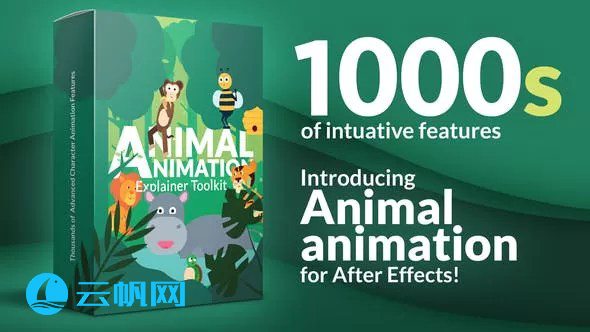 Thousands of Advanced Character Animation Features
ANIMAL
ANIMATION
Explainer Toolkit
云帆网
1000s
of intuative features
Introducing
Animal
animation
for After Effects!